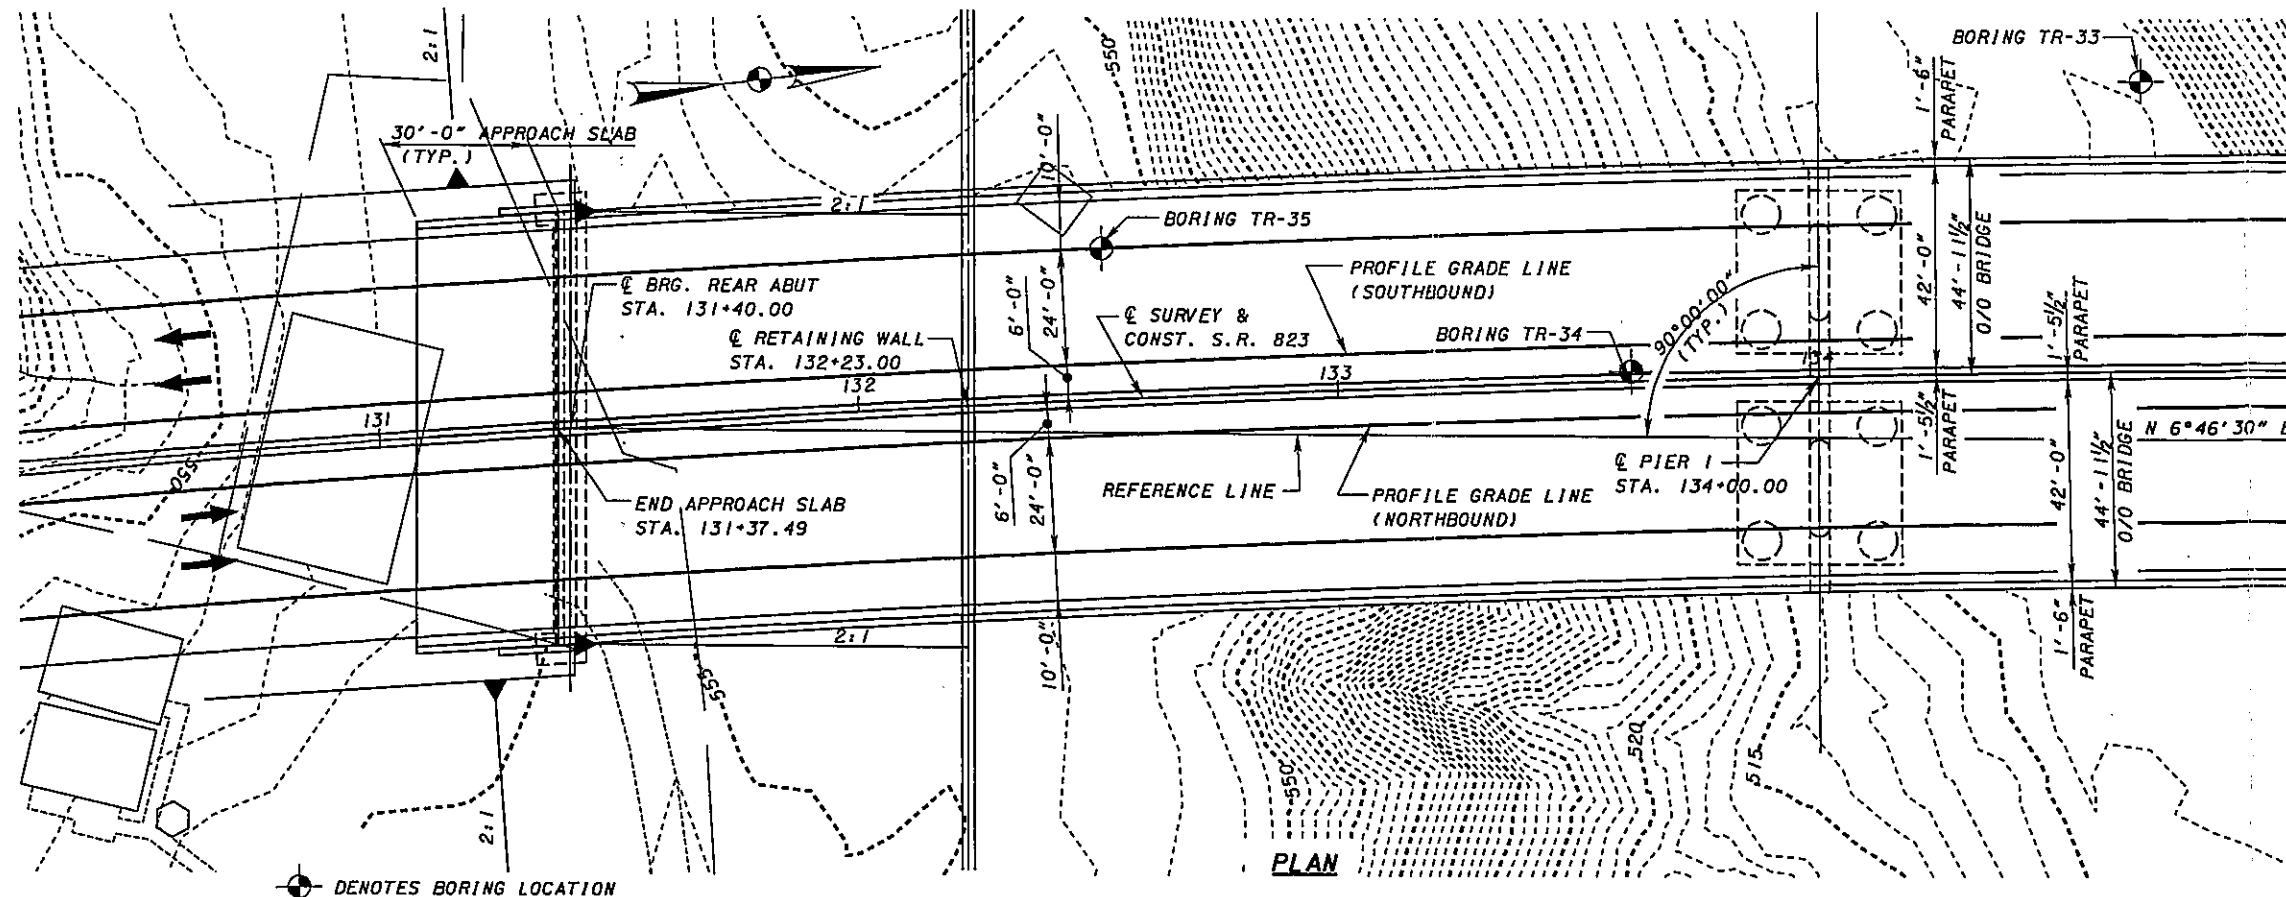 2:1
550
BORING TR-33
1'-6"
PARAPET
30'-0" APPROACH SLAB
(TYP.)
10'-0"
2:1
BORING TR-35
℄ BRG. REAR ABUT
STA. 131+40.00
PROFILE GRADE LINE
(SOUTHBOUND)
6'-0"
24'-0"
90°00'00"
(TYP.)
42'-0"
44'-11½"
O/O BRIDGE
℄ RETAINING WALL
STA. 132+23.00
℄ SURVEY &
CONST. S.R. 823
BORING TR-34
1'-5½"
PARAPET
131
132
133
550
END APPROACH SLAB
STA. 131+37.49
6'-0"
24'-0"
REFERENCE LINE
PROFILE GRADE LINE
(NORTHBOUND)
℄ PIER 1
STA. 134+00.00
1'-5½"
PARAPET
42'-0"
44'-11½"
O/O BRIDGE
N 6°46'30" E
2:1
10'-0"
1'-6"
PARAPET
555
550
520
515
2:1
PLAN
DENOTES BORING LOCATION